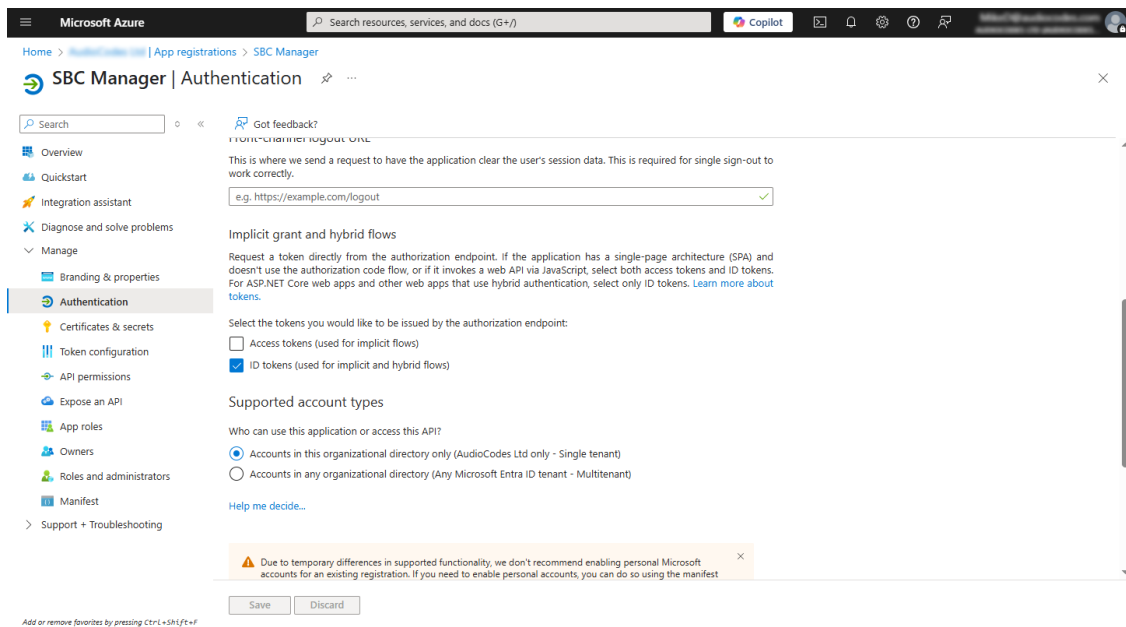 Microsoft Azure
Search resources, services, and docs (G+/)
Copilot
Home > | App registrations > SBC Manager
SBC Manager | Authentication
Search
Got feedback?
Front-channel logout URL
This is where we send a request to have the application clear the user's session data. This is required for single sign-out to
work correctly.
e.g. https://example.com/logout
Implicit grant and hybrid flows
Request a token directly from the authorization endpoint. If the application has a single-page architecture (SPA) and
doesn't use the authorization code flow, or if it invokes a web API via JavaScript, select both access tokens and ID tokens.
For ASP.NET Core web apps and other web apps that use hybrid authentication, select only ID tokens. Learn more about
tokens.
Select the tokens you would like to be issued by the authorization endpoint:
Access tokens (used for implicit flows)
ID tokens (used for implicit and hybrid flows)
Supported account types
Who can use this application or access this API?
Accounts in this organizational directory only (AudioCodes Ltd only - Single tenant)
Accounts in any organizational directory (Any Microsoft Entra ID tenant - Multitenant)
Help me decide...
Due to temporary differences in supported functionality, we don't recommend enabling personal Microsoft
accounts for an existing registration. If you need to enable personal accounts, you can do so using the manifest
Save
Discard
Overview
Quickstart
Integration assistant
Diagnose and solve problems
Manage
Branding & properties
Authentication
Certificates & secrets
Token configuration
API permissions
Expose an API
App roles
Owners
Roles and administrators
Manifest
Support + Troubleshooting
Add or remove favorites by pressing Ctrl+Shift+F